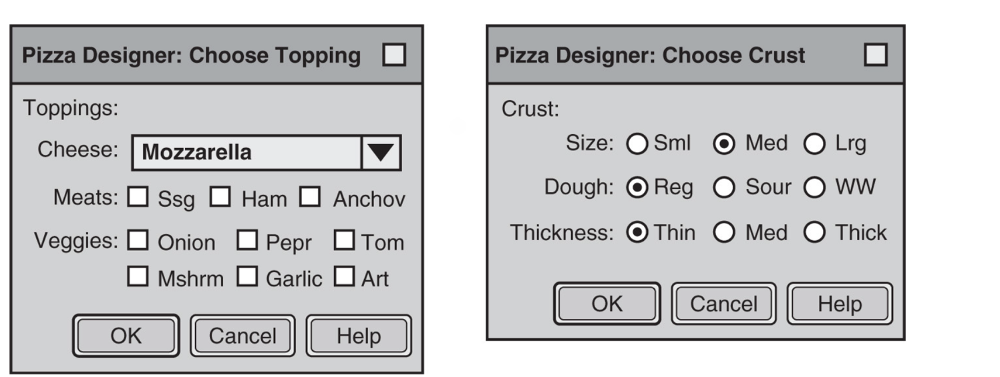 Pizza Designer: Choose Topping
Toppings:
Cheese: Mozzarella
Meats: Ssg Ham Anchov
Veggies: Onion Pepr Tom
Mshrm Garlic Art
OK Cancel Help
Pizza Designer: Choose Crust
Crust:
Size: Sml Med Lrg
Dough: Reg Sour WW
Thickness: Thin Med Thick
OK Cancel Help